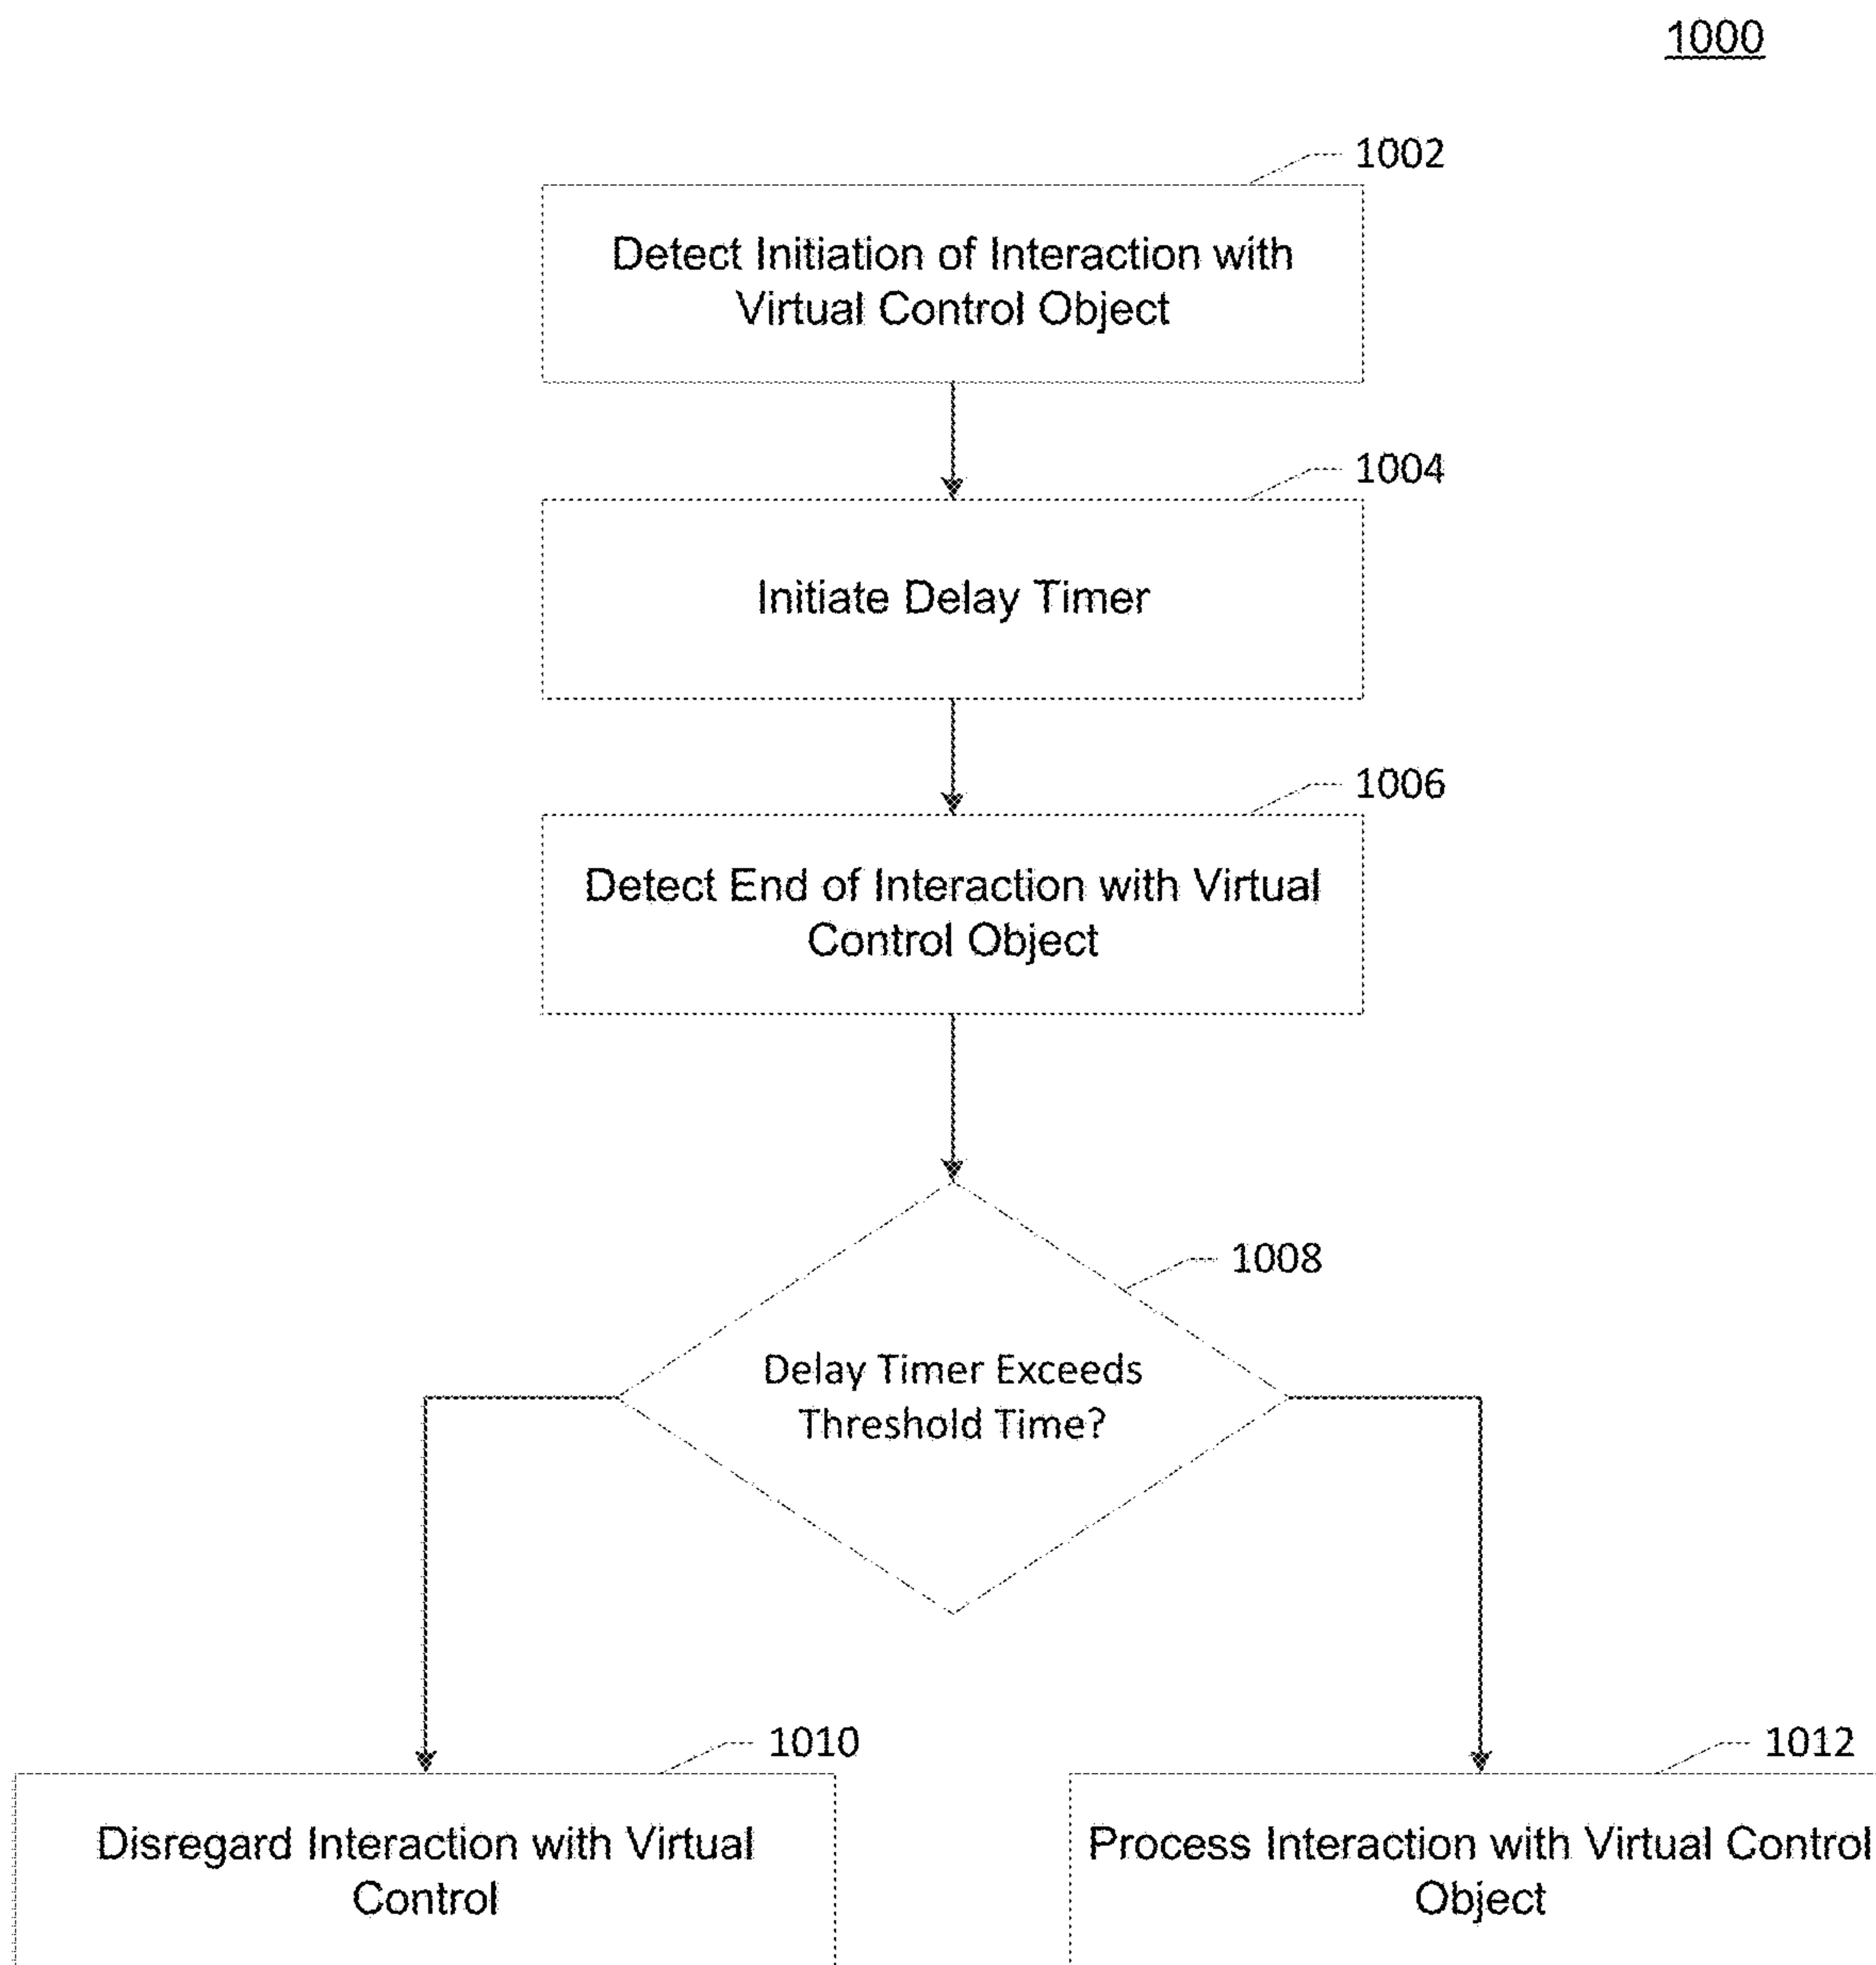 1000
1002
Detect Initiation of Interaction with
Virtual Control Object
1004
Initiate Delay Timer
1006
Detect End of Interaction with Virtual
Control Object
1008
Delay Timer Exceeds
Threshold Time?
1010
Disregard Interaction with Virtual
Control
1012
Process Interaction with Virtual Control
Object